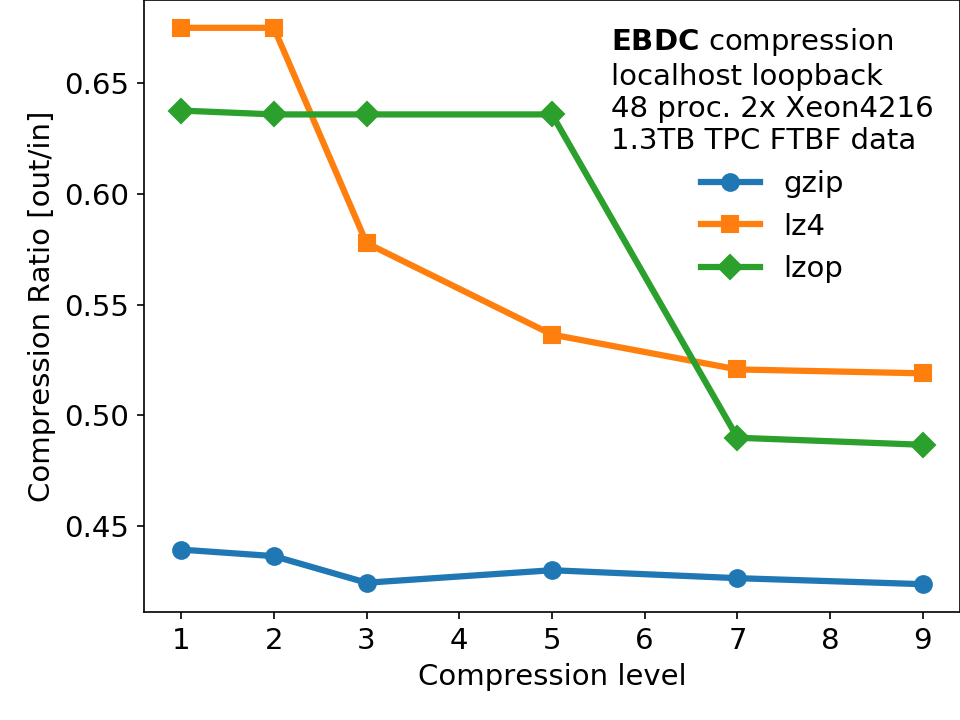 EBDC compression
localhost loopback
48 proc. 2x Xeon4216
1.3TB TPC FTBF data
gzip
lz4
lzop
Compression Ratio [out/in]
0.65
0.60
0.55
0.50
0.45
1 2 3 4 5 6 7 8 9
Compression level